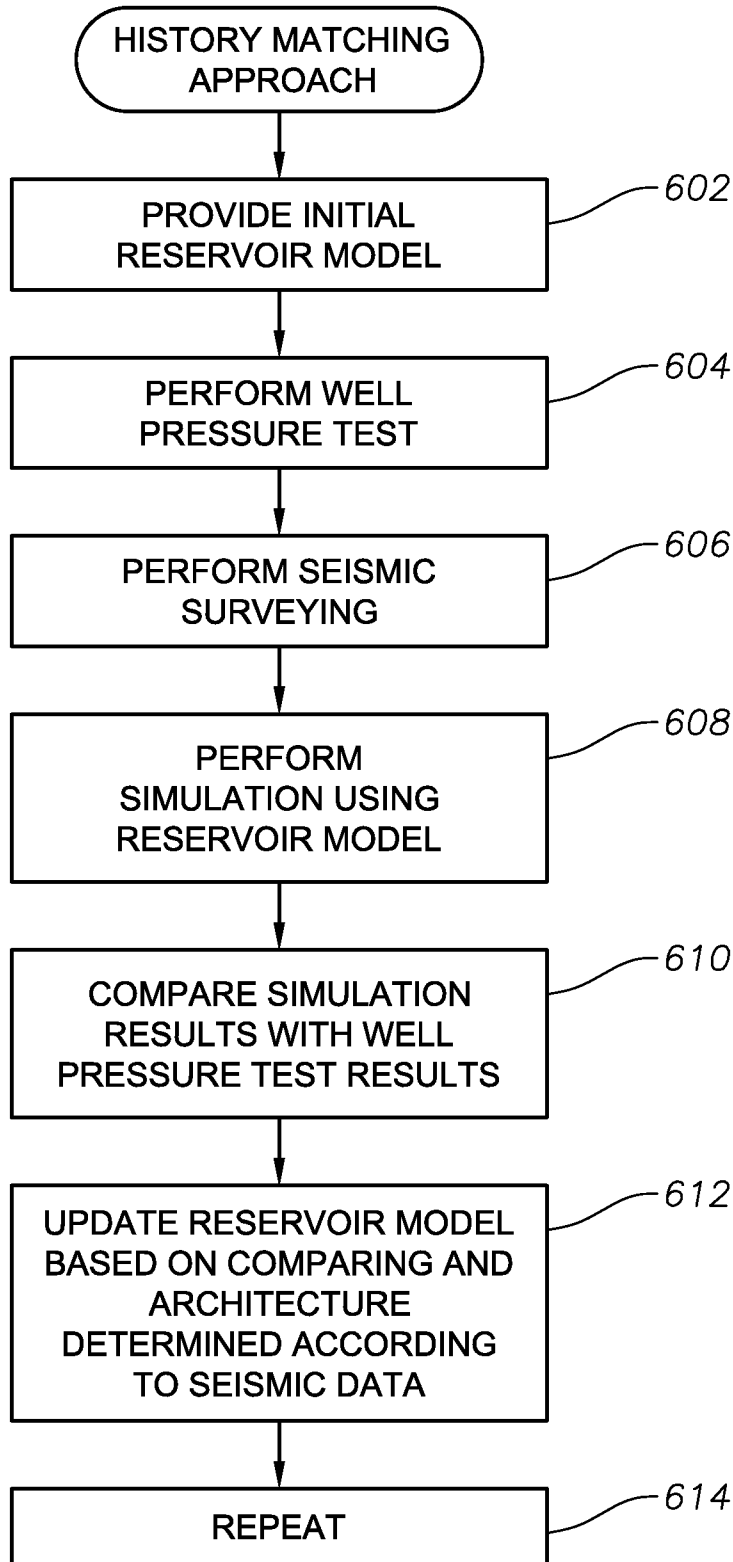 HISTORY MATCHING
APPROACH
602
PROVIDE INITIAL
RESERVOIR MODEL
604
PERFORM WELL
PRESSURE TEST
606
PERFORM SEISMIC
SURVEYING
608
PERFORM
SIMULATION USING
RESERVOIR MODEL
610
COMPARE SIMULATION
RESULTS WITH WELL
PRESSURE TEST RESULTS
612
UPDATE RESERVOIR MODEL
BASED ON COMPARING AND
ARCHITECTURE
DETERMINED ACCORDING
TO SEISMIC DATA
614
REPEAT